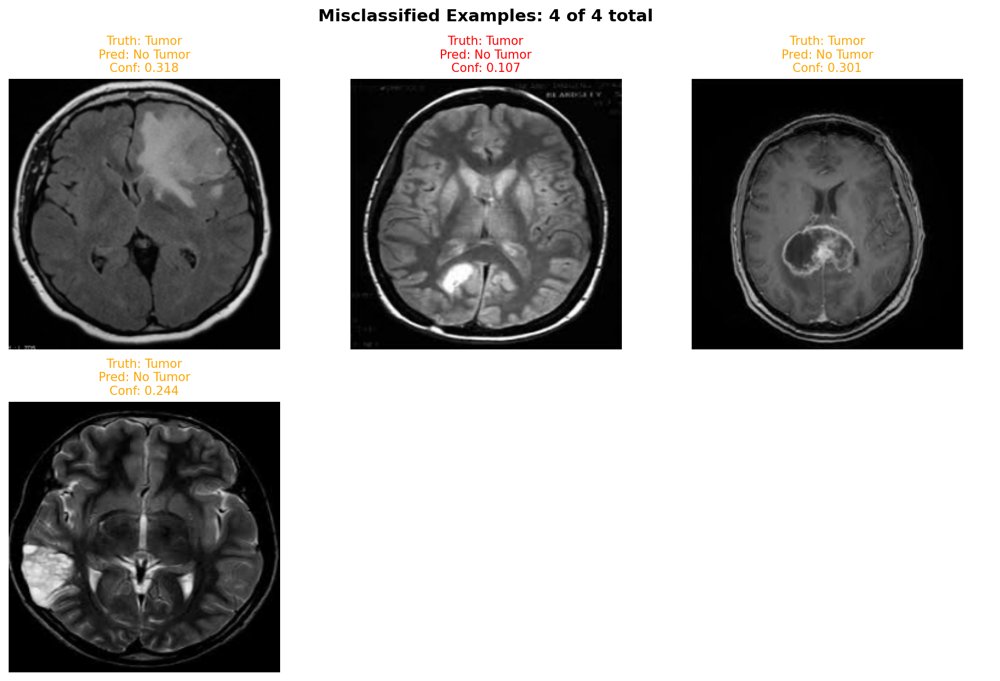 Misclassified Examples: 4 of 4 total
Truth: Tumor
Pred: No Tumor
Conf: 0.318
Truth: Tumor
Pred: No Tumor
Conf: 0.107
Truth: Tumor
Pred: No Tumor
Conf: 0.301
BEARDSLEY
Truth: Tumor
Pred: No Tumor
Conf: 0.244